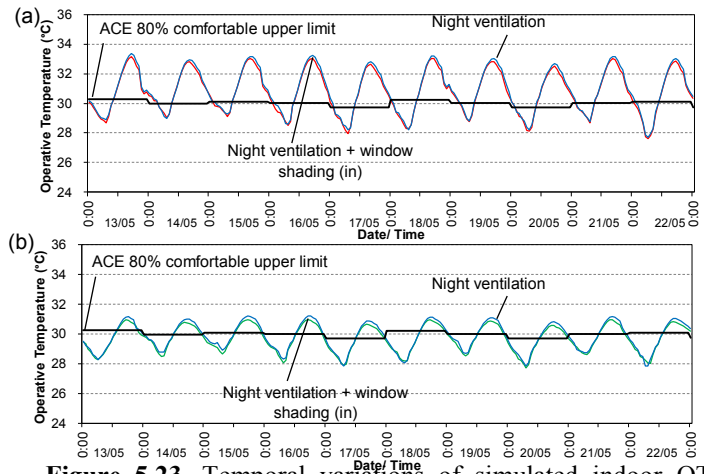 (a)
36
34
32
30
28
26
24
Operative Temperature (°C)
ACE 80% comfortable upper limit
Night ventilation
Night ventilation + window
shading (in)
0:00 13/05 0:00 14/05 0:00 15/05 0:00 16/05 0:00 17/05 0:00 18/05 0:00 19/05 0:00 20/05 0:00 21/05 0:00 22/05 0:00
Date/ Time
(b)
36
34
32
30
28
26
24
Operative Temperature (°C)
ACE 80% comfortable upper limit
Night ventilation
Night ventilation + window
shading (in)
0:00 13/05 0:00 14/05 0:00 15/05 0:00 16/05 0:00 17/05 0:00 18/05 0:00 19/05 0:00 20/05 0:00 21/05 0:00 22/05 0:00
Date/ Time
Figure 5.23. Temporal variations of simulated indoor OT